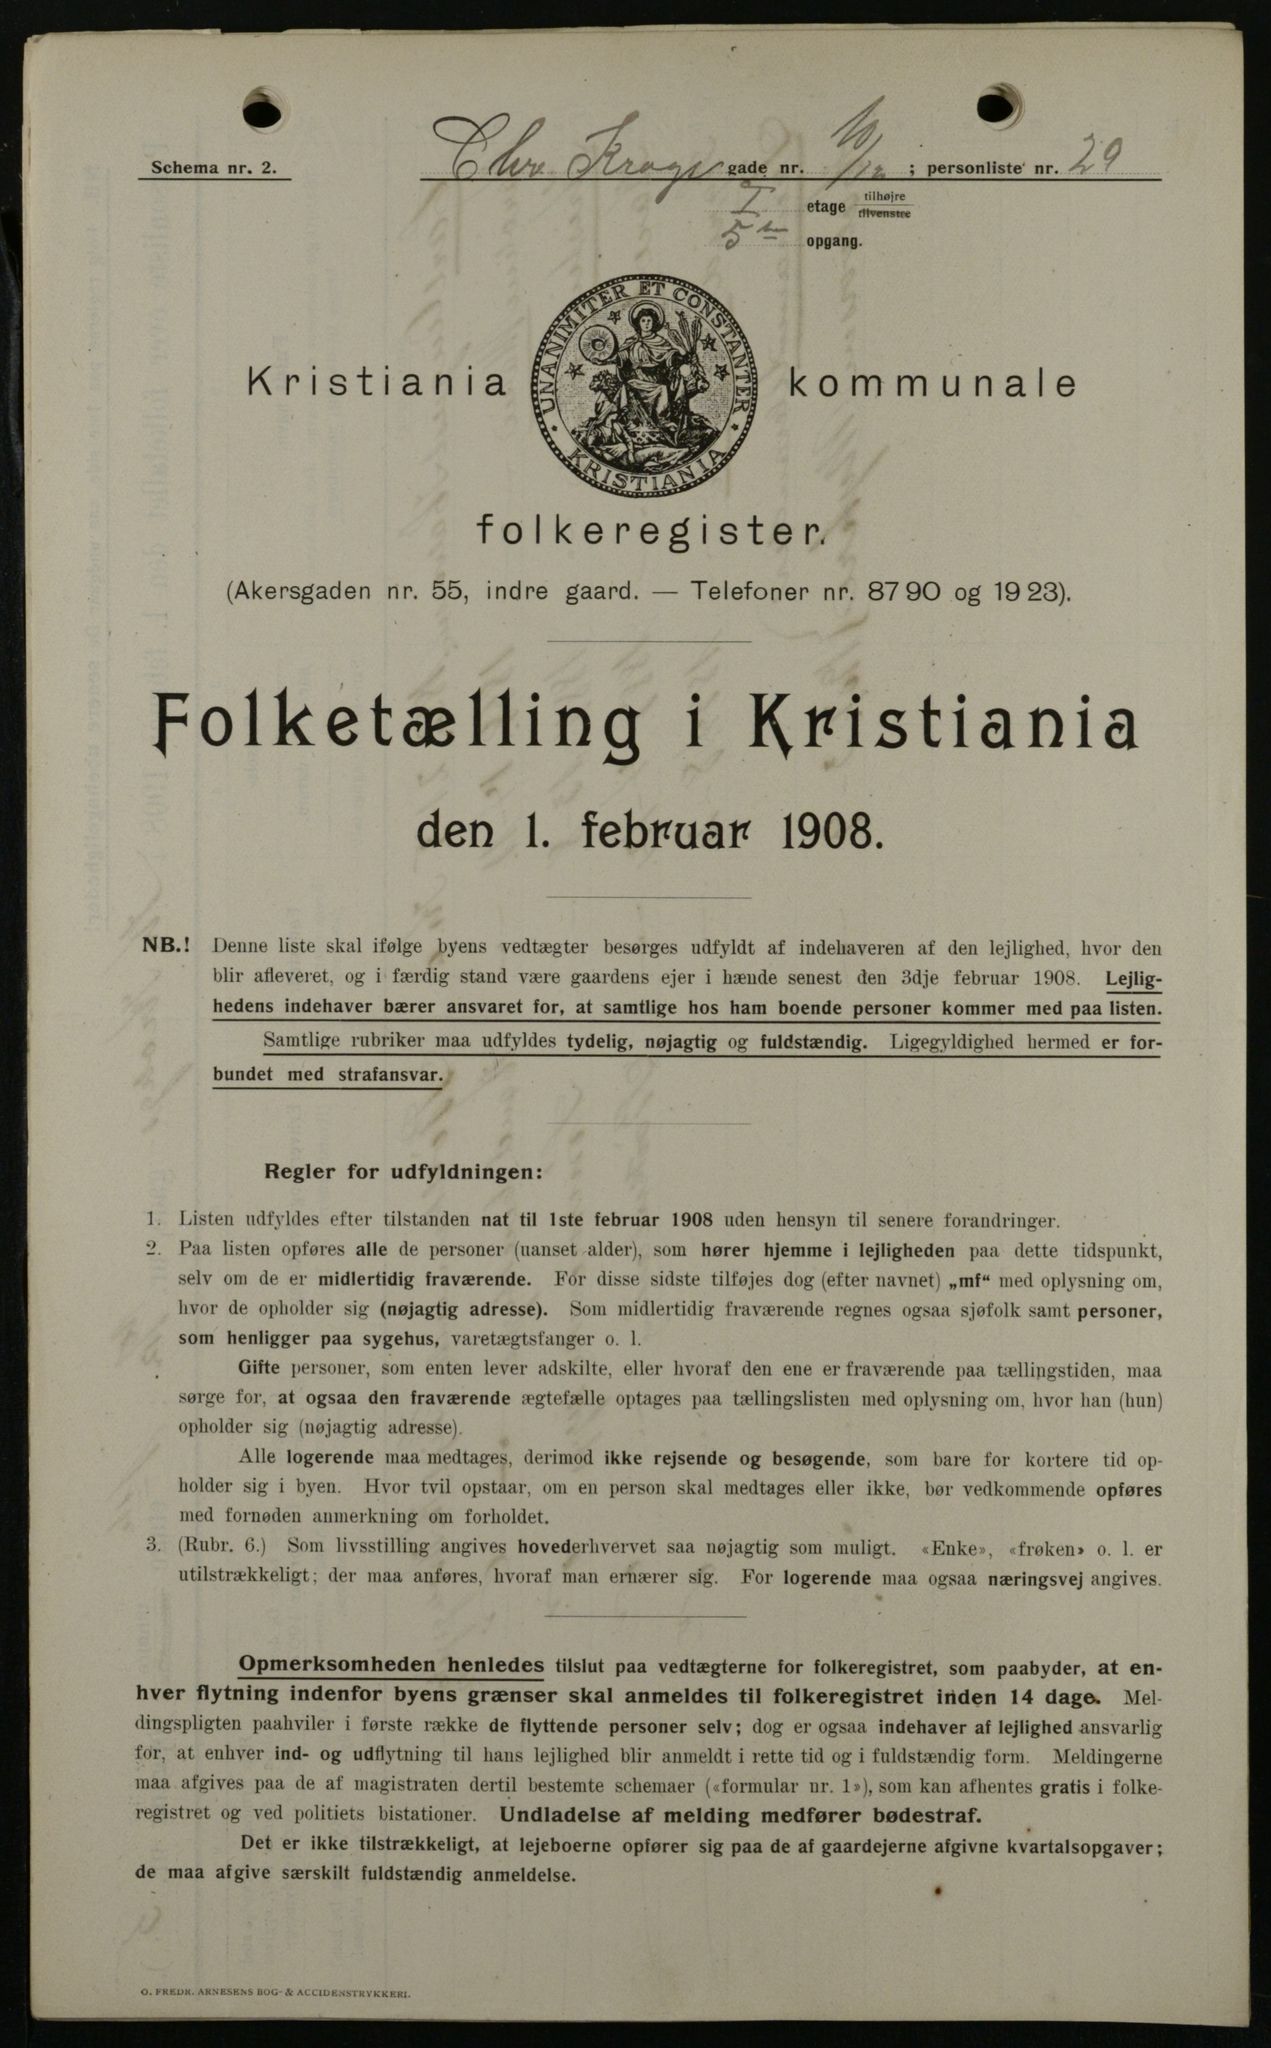 Schema nr. 2. Chr. Krogs gade nr. 10/12 ; personliste nr. 29
I etage tilhøjre tilvenstre
5te opgang.
UNANIMITER ET CONSTANTER
KRISTIANIA
Kristiania kommunale
folkeregister.
(Akersgaden nr. 55, indre gaard. — Telefoner nr. 87 90 og 19 23).
Folketælling i Kristiania
den 1. februar 1908.
NB.! Denne liste skal ifølge byens vedtægter besørges udfyldt af indehaveren af den lejlighed, hvor den
blir afleveret, og i færdig stand være gaardens ejer i hænde senest den 3dje februar 1908. Lejlig-
hedens indehaver bærer ansvaret for, at samtlige hos ham boende personer kommer med paa listen.
Samtlige rubriker maa udfyldes tydelig, nøjagtig og fuldstændig. Ligegyldighed hermed er for-
bundet med strafansvar.
Regler for udfyldningen:
1. Listen udfyldes efter tilstanden nat til 1ste februar 1908 uden hensyn til senere forandringer.
2. Paa listen opføres alle de personer (uanset alder), som hører hjemme i lejligheden paa dette tidspunkt,
selv om de er midlertidig fraværende. For disse sidste tilføjes dog (efter navnet) „mf“ med oplysning om,
hvor de opholder sig (nøjagtig adresse). Som midlertidig fraværende regnes ogsaa sjøfolk samt personer,
som henligger paa sygehus, varetægtsfanger o. l.
Gifte personer, som enten lever adskilte, eller hvoraf den ene er fraværende paa tællingstiden, maa
sørge for, at ogsaa den fraværende ægtefælle optages paa tællingslisten med oplysning om, hvor han (hun)
opholder sig (nøjagtig adresse).
Alle logerende maa medtages, derimod ikke rejsende og besøgende, som bare for kortere tid op-
holder sig i byen. Hvor tvil opstaar, om en person skal medtages eller ikke, bør vedkommende opføres
med fornøden anmerkning om forholdet.
3. (Rubr. 6.) Som livsstilling angives hovederhvervet saa nøjagtig som muligt. «Enke», «frøken» o. l. er
utilstrækkeligt; der maa anføres, hvoraf man ernærer sig. For logerende maa ogsaa næringsvej angives.
Opmerksomheden henledes tilslut paa vedtægterne for folkeregistret, som paabyder, at en-
hver flytning indenfor byens grænser skal anmeldes til folkeregistret inden 14 dage. Mel-
dingspligten paahviler i første række de flyttende personer selv; dog er ogsaa indehaver af lejlighed ansvarlig
for, at enhver ind- og udflytning til hans lejlighed blir anmeldt i rette tid og i fuldstændig form. Meldingerne
maa afgives paa de af magistraten dertil bestemte schemaer («formular nr. 1»), som kan afhentes gratis i folke-
registret og ved politiets bistationer. Undladelse af melding medfører bødestraf.
Det er ikke tilstrækkeligt, at lejeboerne opfører sig paa de af gaardejerne afgivne kvartalsopgaver;
de maa afgive særskilt fuldstændig anmeldelse.
O. FREDR. ARNESENS BOG- & ACCIDENSTRYKKERI.